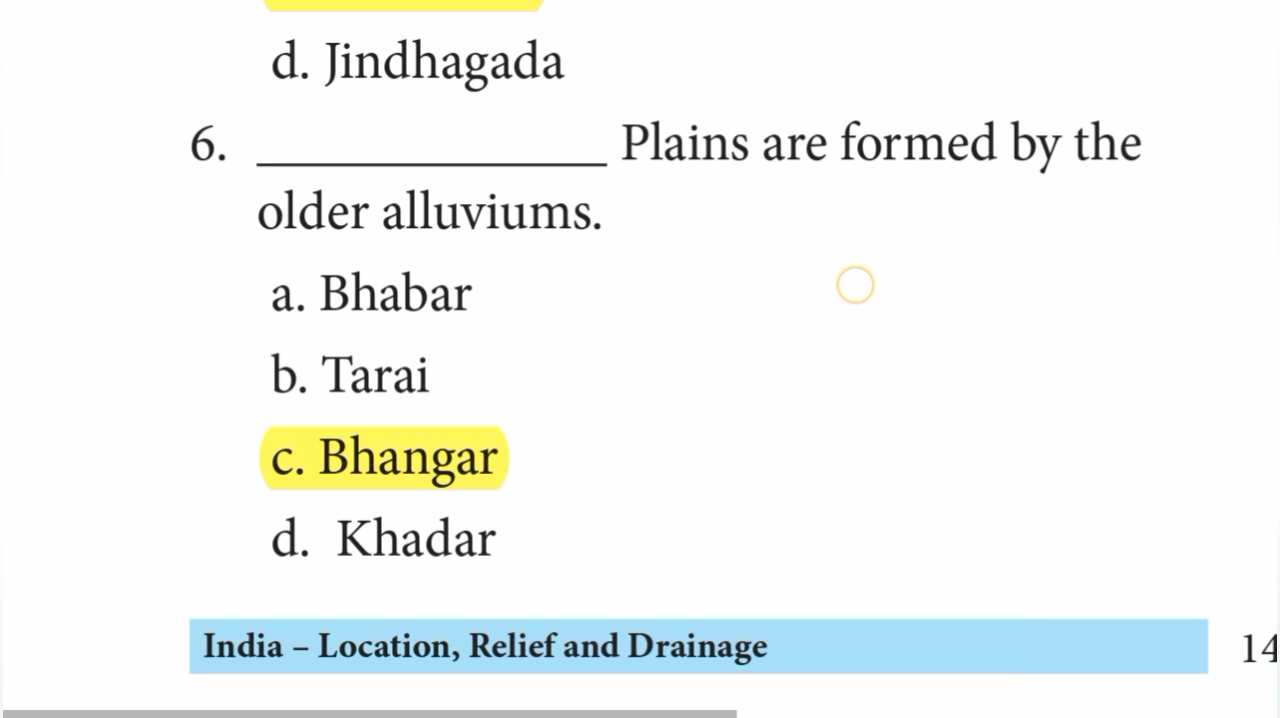 d. Jindhagada
6. ______________ Plains are formed by the
older alluviums.
a. Bhabar
b. Tarai
c. Bhangar
d. Khadar
India – Location, Relief and Drainage
14